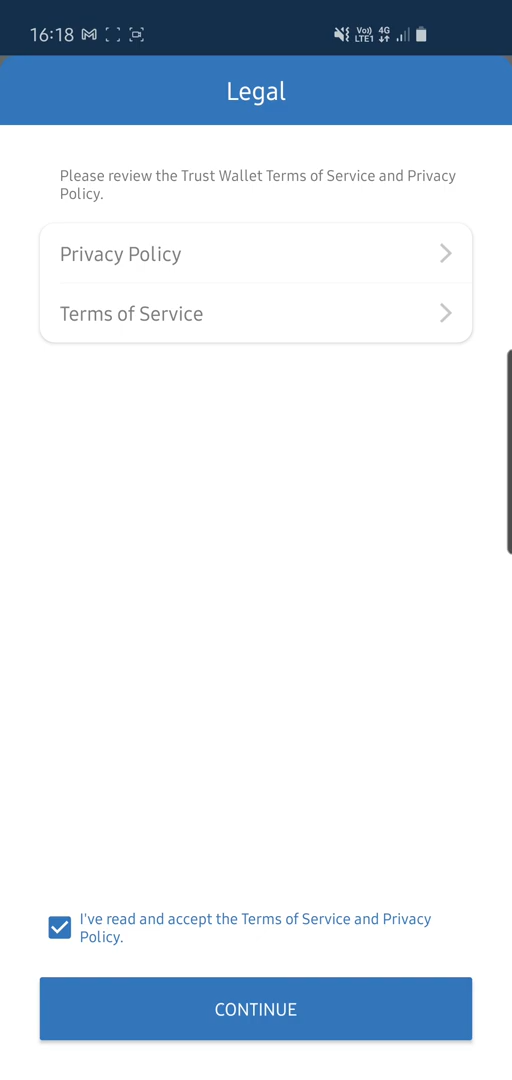 16:18
Vo)) 4G
LTE1
Legal
Please review the Trust Wallet Terms of Service and Privacy
Policy.
Privacy Policy
Terms of Service
I've read and accept the Terms of Service and Privacy
Policy.
CONTINUE